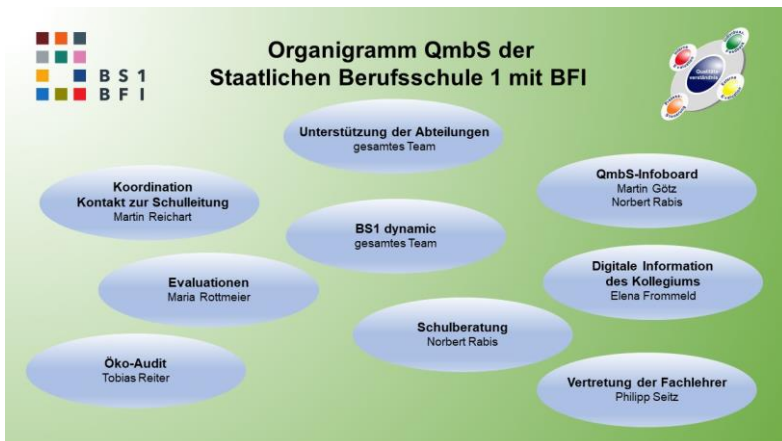 Organigramm QmbS der
Staatlichen Berufsschule 1 mit BFI
BS1
BFI
Qualitäts
verständnis
Unterstützung der Abteilungen
gesamtes Team
Koordination
Kontakt zur Schulleitung
Martin Reichart
QmbS-Infoboard
Martin Götz
Norbert Rabis
BS1 dynamic
gesamtes Team
Evaluationen
Maria Rottmeier
Digitale Information
des Kollegiums
Elena Frommeld
Schulberatung
Norbert Rabis
Öko-Audit
Tobias Reiter
Vertretung der Fachlehrer
Philipp Seitz